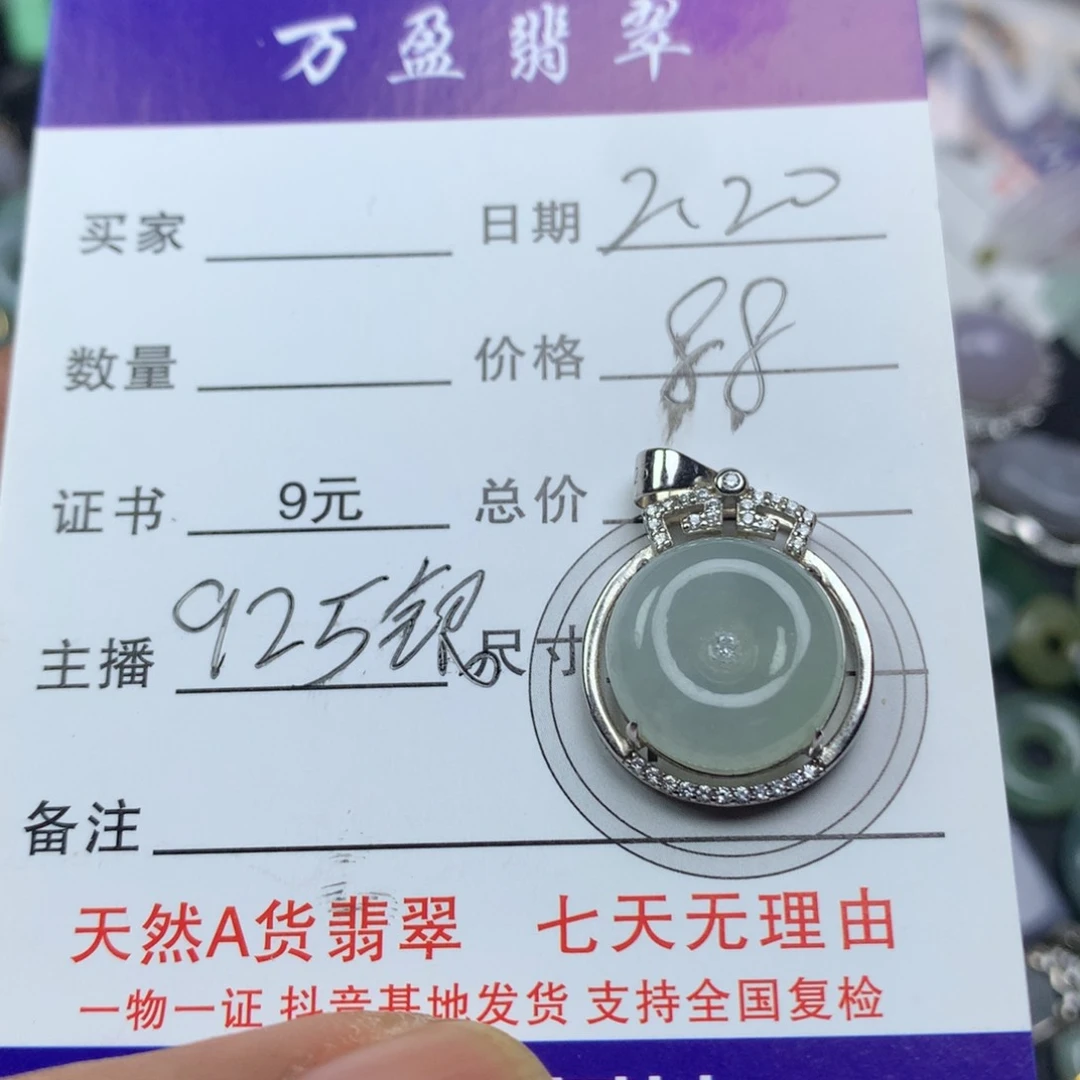 万盈翡翠
买家 日期 2.20
数量 价格 88
证书 9元 总价
主播 925银 尺寸
备注
天然A货翡翠 七天无理由
一物一证 抖音基地发货 支持全国复检